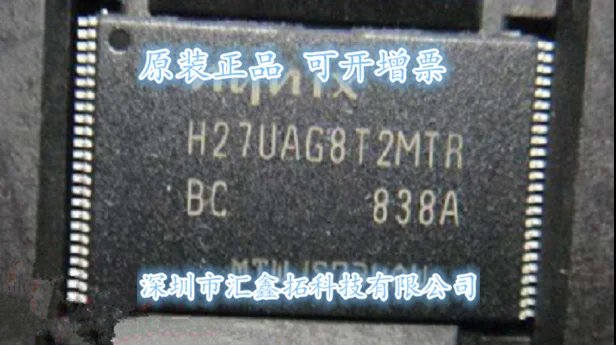 原装正品 可开增票
hynix
H27UAG8T2MTR
BC 838A
深圳市汇鑫拓科技有限公司